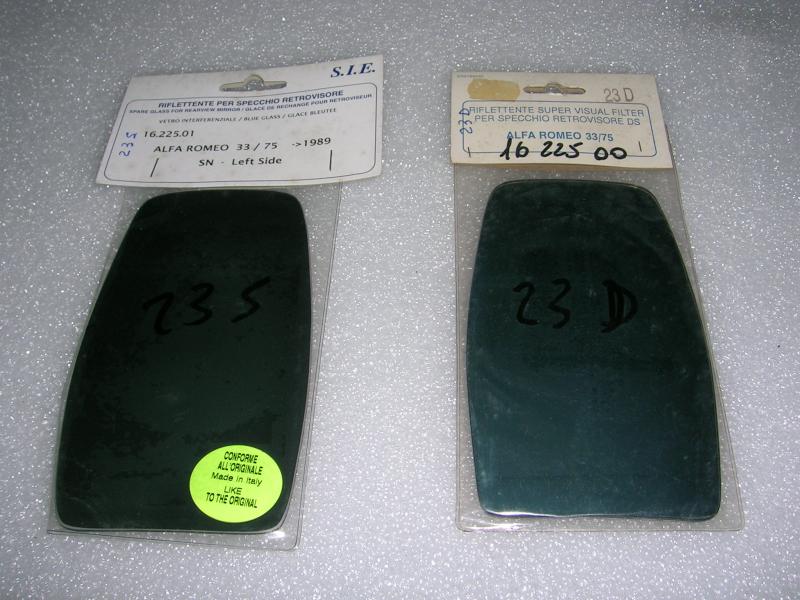 S.I.E.
RIFLETTENTE PER SPECCHIO RETROVISORE
SPARE GLASS FOR REARVIEW MIRROR / GLACE DE RECHANGE POUR RETROVISEUR
VETRO INTERFERENZIALE / BLUE GLASS / GLACE BLEUTEE
23S
16.225.01
ALFA ROMEO 33 / 75 ->1989
SN - Left Side
23 S
CONFORME
ALL'ORIGINALE
Made in Italy
LIKE
TO THE ORIGINAL
23 D
23 D
RIFLETTENTE SUPER VISUAL FILTER
PER SPECCHIO RETROVISORE DS
ALFA ROMEO 33/75
16 225 00
23 D